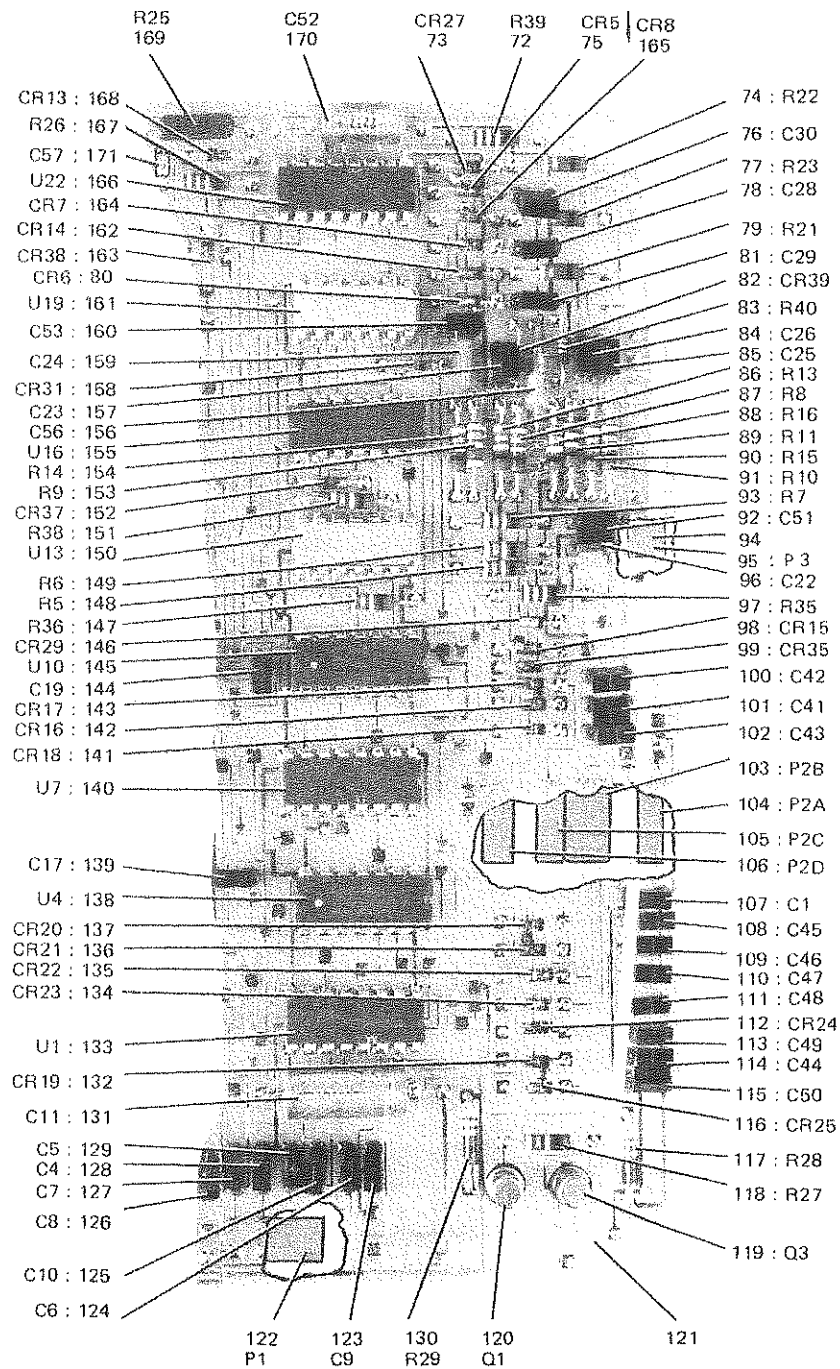 R25 C52 CR27 R39 CR5 CR8
169 170 73 72 75 165
CR13 : 168
R26 : 167
C57 : 171
U22 : 166
CR7 : 164
CR14 : 162
CR38 : 163
CR6 : 80
U19 : 161
C53 : 160
C24 : 159
CR31 : 158
C23 : 157
C56 : 156
U16 : 155
R14 : 154
R9 : 153
CR37 : 152
R38 : 151
U13 : 150
R6 : 149
R5 : 148
R36 : 147
CR29 : 146
U10 : 145
C19 : 144
CR17 : 143
CR16 : 142
CR18 : 141
U7 : 140
C17 : 139
U4 : 138
CR20 : 137
CR21 : 136
CR22 : 135
CR23 : 134
U1 : 133
CR19 : 132
C11 : 131
C5 : 129
C4 : 128
C7 : 127
C8 : 126
C10 : 125
C6 : 124
74 : R22
76 : C30
77 : R23
78 : C28
79 : R21
81 : C29
82 : CR39
83 : R40
84 : C26
85 : C25
86 : R13
87 : R8
88 : R16
89 : R11
90 : R15
91 : R10
93 : R7
92 : C51
94
95 : P3
96 : C22
97 : R35
98 : CR15
99 : CR35
100 : C42
101 : C41
102 : C43
103 : P2B
104 : P2A
105 : P2C
106 : P2D
107 : C1
108 : C45
109 : C46
110 : C47
111 : C48
112 : CR24
113 : C49
114 : C44
115 : C50
116 : CR25
117 : R28
118 : R27
119 : Q3
122 123 130 120 121
P1 C9 R29 Q1